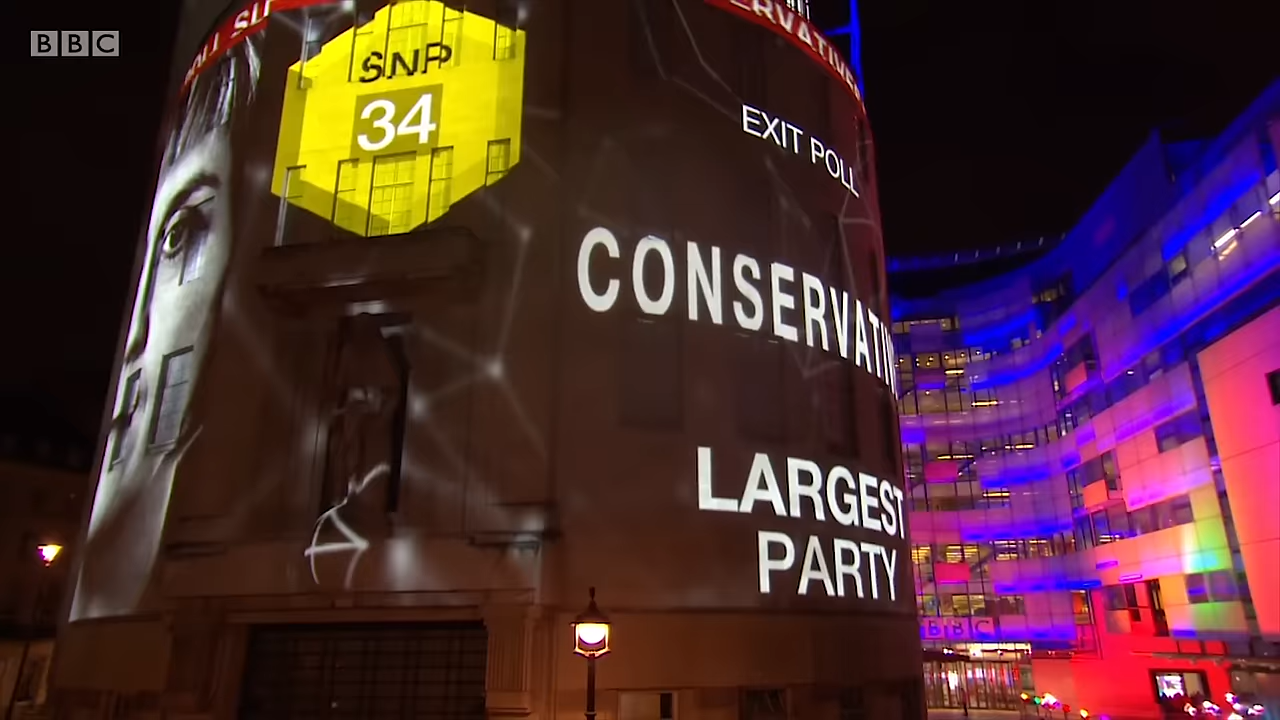 BBC
SNP
34
EXIT POLL
CONSERVATIV
LARGEST
PARTY
BBC